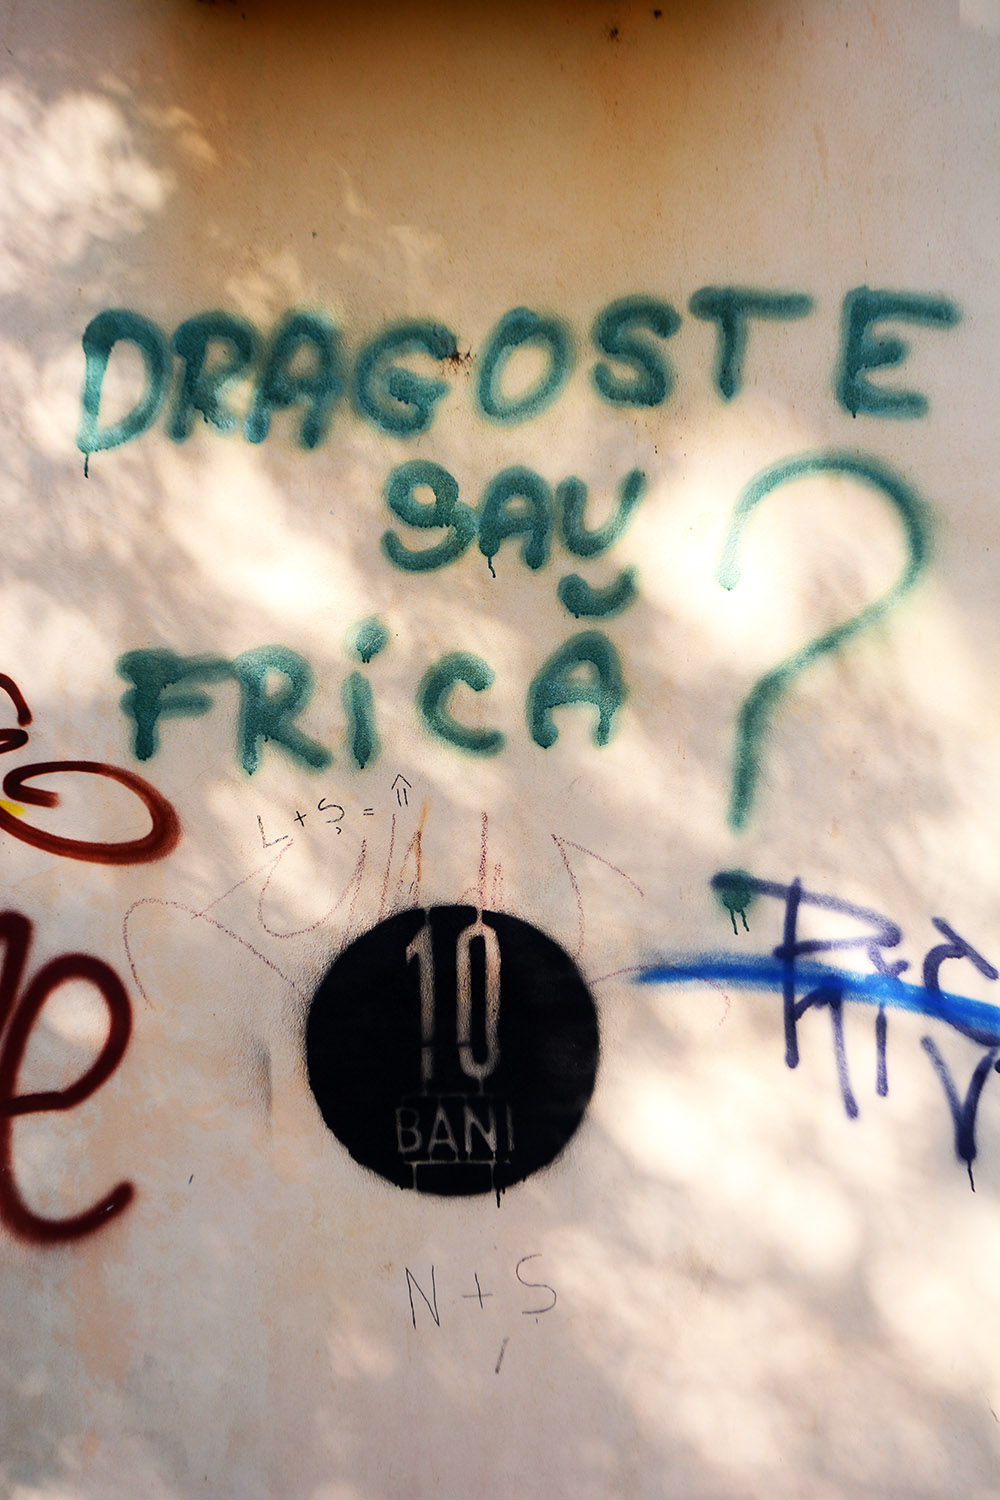 DRAGOSTE
SAU
FRiCĂ?
L + Ș = ⇑
10
BANI
N + Ș